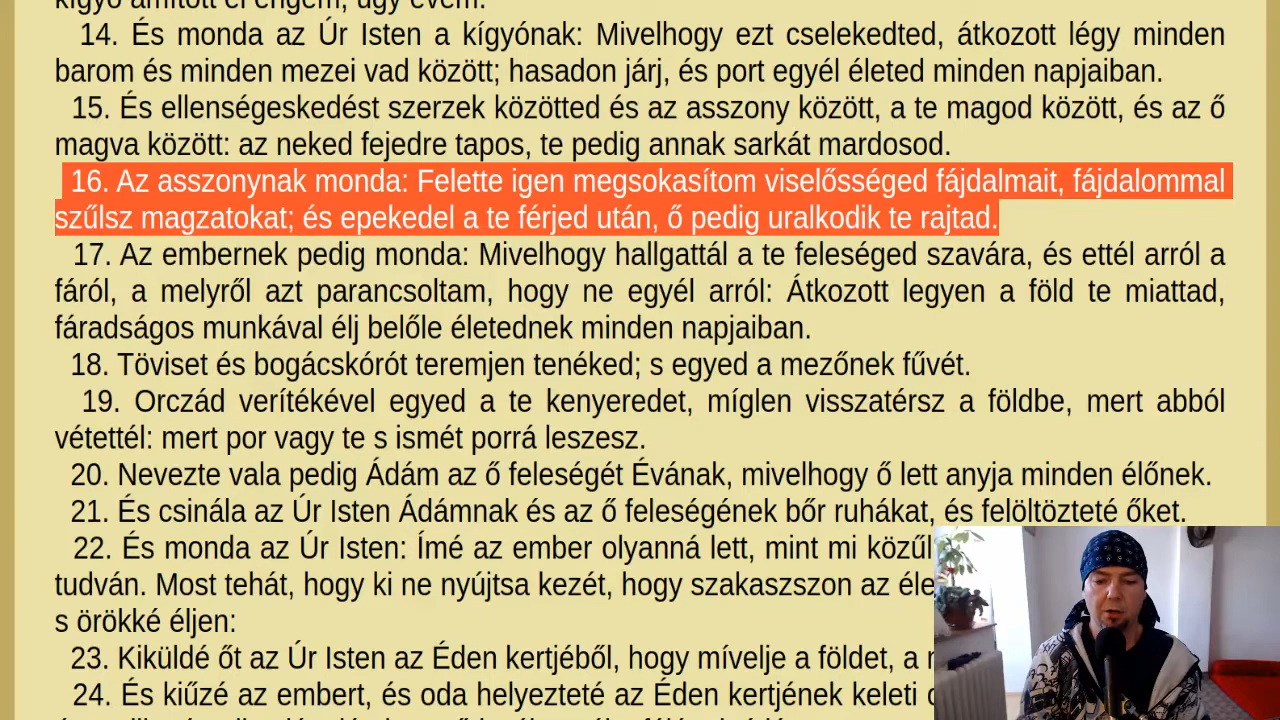 kígyó ámított el engem, úgy evém.
14. És monda az Úr Isten a kígyónak: Mivelhogy ezt cselekedted, átkozott légy minden
barom és minden mezei vad között; hasadon járj, és port egyél életed minden napjaiban.
15. És ellenségeskedést szerzek közötted és az asszony között, a te magod között, és az ő
magva között: az neked fejedre tapos, te pedig annak sarkát mardosod.
16. Az asszonynak monda: Felette igen megsokasítom viselősséged fájdalmait, fájdalommal
szűlsz magzatokat; és epekedel a te férjed után, ő pedig uralkodik te rajtad.
17. Az embernek pedig monda: Mivelhogy hallgattál a te feleséged szavára, és ettél arról a
fáról, a melyről azt parancsoltam, hogy ne egyél arról: Átkozott legyen a föld te miattad,
fáradságos munkával élj belőle életednek minden napjaiban.
18. Töviset és bogácskórót teremjen tenéked; s egyed a mezőnek fűvét.
19. Orczád verítékével egyed a te kenyeredet, míglen visszatérsz a földbe, mert abból
vétettél: mert por vagy te s ismét porrá leszesz.
20. Nevezte vala pedig Ádám az ő feleségét Évának, mivelhogy ő lett anyja minden élőnek.
21. És csinála az Úr Isten Ádámnak és az ő feleségének bőr ruhákat, és felöltözteté őket.
22. És monda az Úr Isten: Ímé az ember olyanná lett, mint mi közűl
tudván. Most tehát, hogy ki ne nyújtsa kezét, hogy szakaszszon az éle
s örökké éljen:
23. Kiküldé őt az Úr Isten az Éden kertjéből, hogy mívelje a földet, a
24. És kiűzé az embert, és oda helyezteté az Éden kertjének keleti